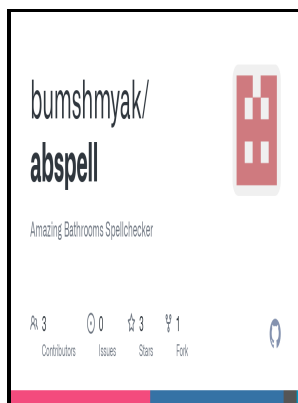 bumshmyak/
abspell
Amazing Bathrooms Spellchecker
3 0 3 1
Contributors Issues Stars Fork